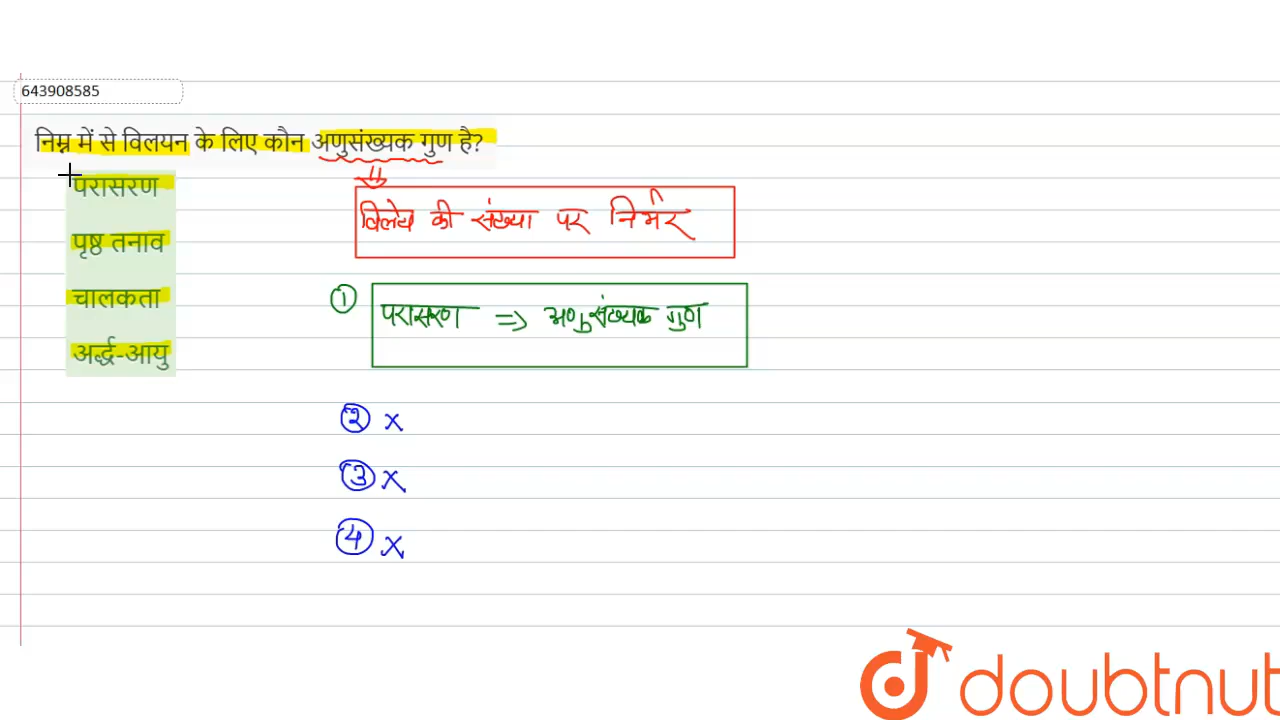 643908585
निम्न में से विलयन के लिए कौन अणुसंख्यक गुण है?
परासरण
पृष्ठ तनाव
चालकता
अर्द्ध-आयु
विलेय की संख्या पर निर्भर
① परासरण => अणुसंख्यक गुण
② x
③ x
④ x
doubtnut